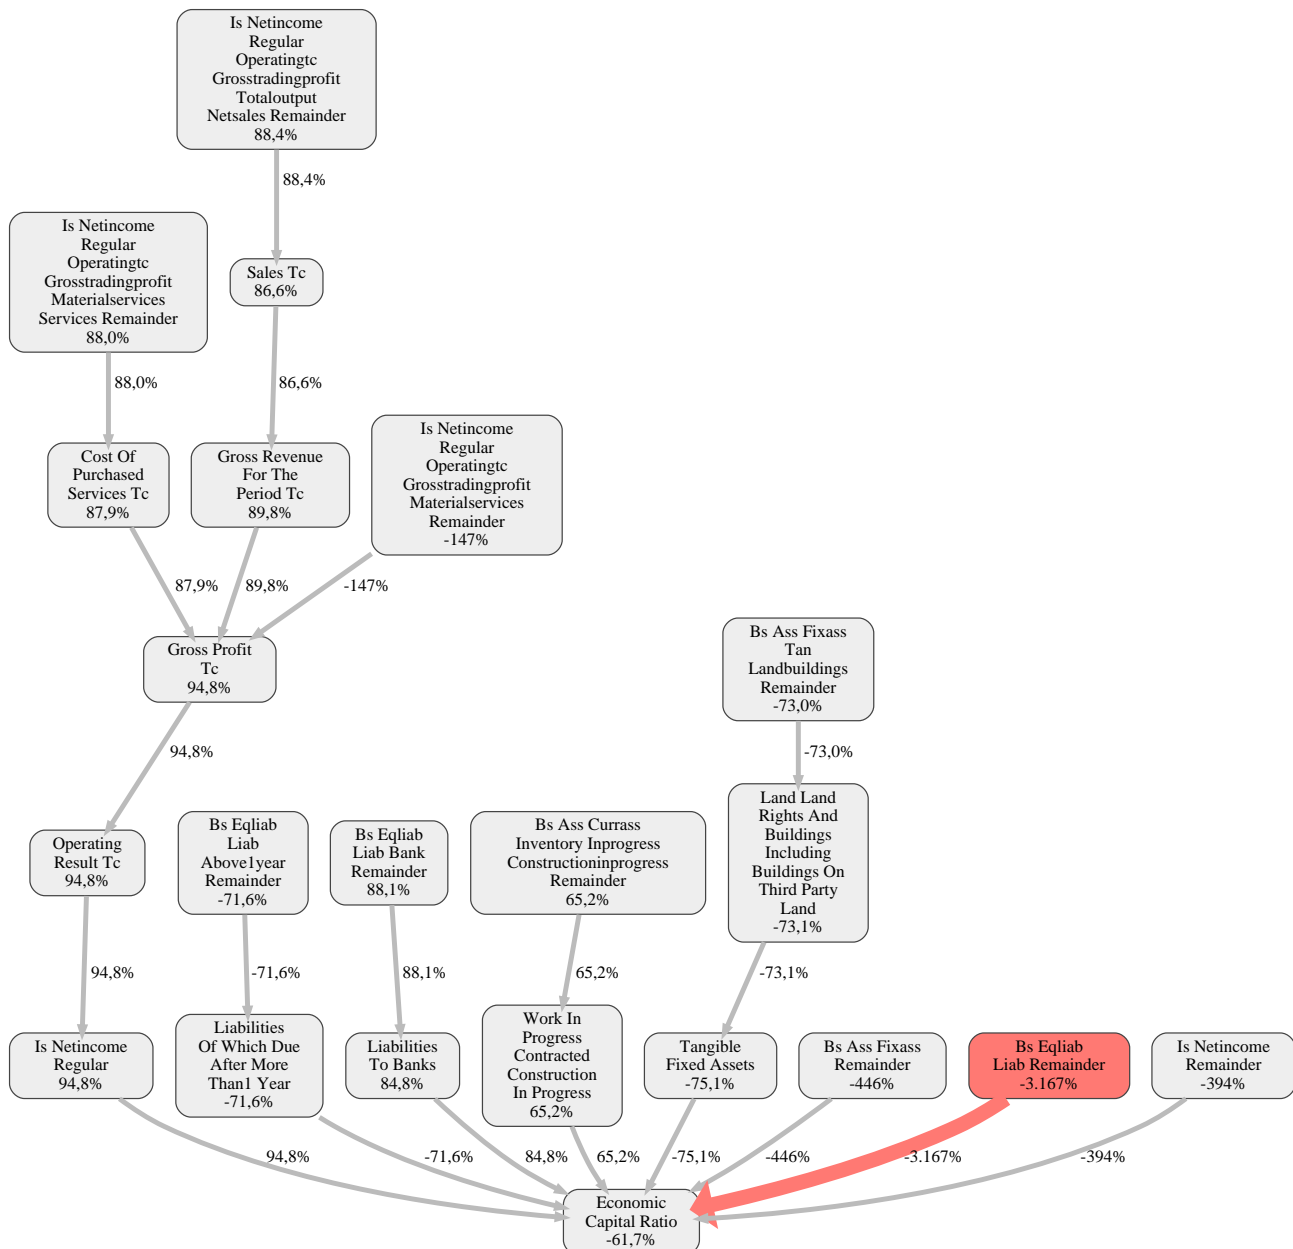 Is Netincome
Regular
Operatingtc
Grosstradingprofit
Totaloutput
Netsales Remainder
88,4%
88,4%
Is Netincome
Regular
Operatingtc
Grosstradingprofit
Materialservices
Services Remainder
88,0%
Sales Tc
86,6%
88,0%
86,6%
Cost Of
Purchased
Services Tc
87,9%
Gross Revenue
For The
Period Tc
89,8%
Is Netincome
Regular
Operatingtc
Grosstradingprofit
Materialservices
Remainder
-147%
87,9%
89,8%
-147%
Gross Profit
Tc
94,8%
Bs Ass Fixass
Tan
Landbuildings
Remainder
-73,0%
94,8%
-73,0%
Operating
Result Tc
94,8%
Bs Eqliab
Liab
Above1year
Remainder
-71,6%
Bs Eqliab
Liab Bank
Remainder
88,1%
Bs Ass Currass
Inventory Inprogress
Constructioninprogress
Remainder
65,2%
Land Land
Rights And
Buildings
Including
Buildings On
Third Party
Land
-73,1%
94,8%
-71,6%
88,1%
65,2%
-73,1%
Is Netincome
Regular
94,8%
Liabilities
Of Which Due
After More
Than1 Year
-71,6%
Liabilities
To Banks
84,8%
Work In
Progress
Contracted
Construction
In Progress
65,2%
Tangible
Fixed Assets
-75,1%
Bs Ass Fixass
Remainder
-446%
Bs Eqliab
Liab Remainder
-3.167%
Is Netincome
Remainder
-394%
94,8%
-71,6%
84,8%
65,2%
-75,1%
-446%
-3.167%
-394%
Economic
Capital Ratio
-61,7%